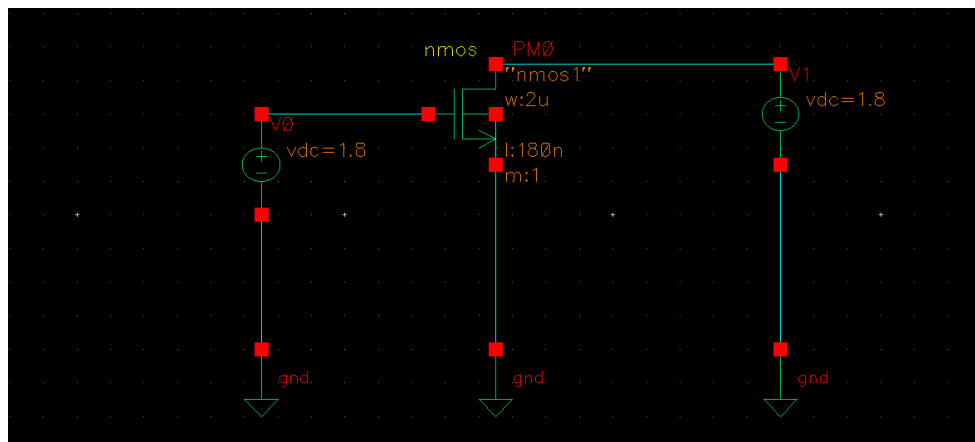 nmos PM0
"nmos1"
w:2u
V1
vdc=1.8
V0
vdc=1.8
l:180n
m:1
gnd
gnd
gnd